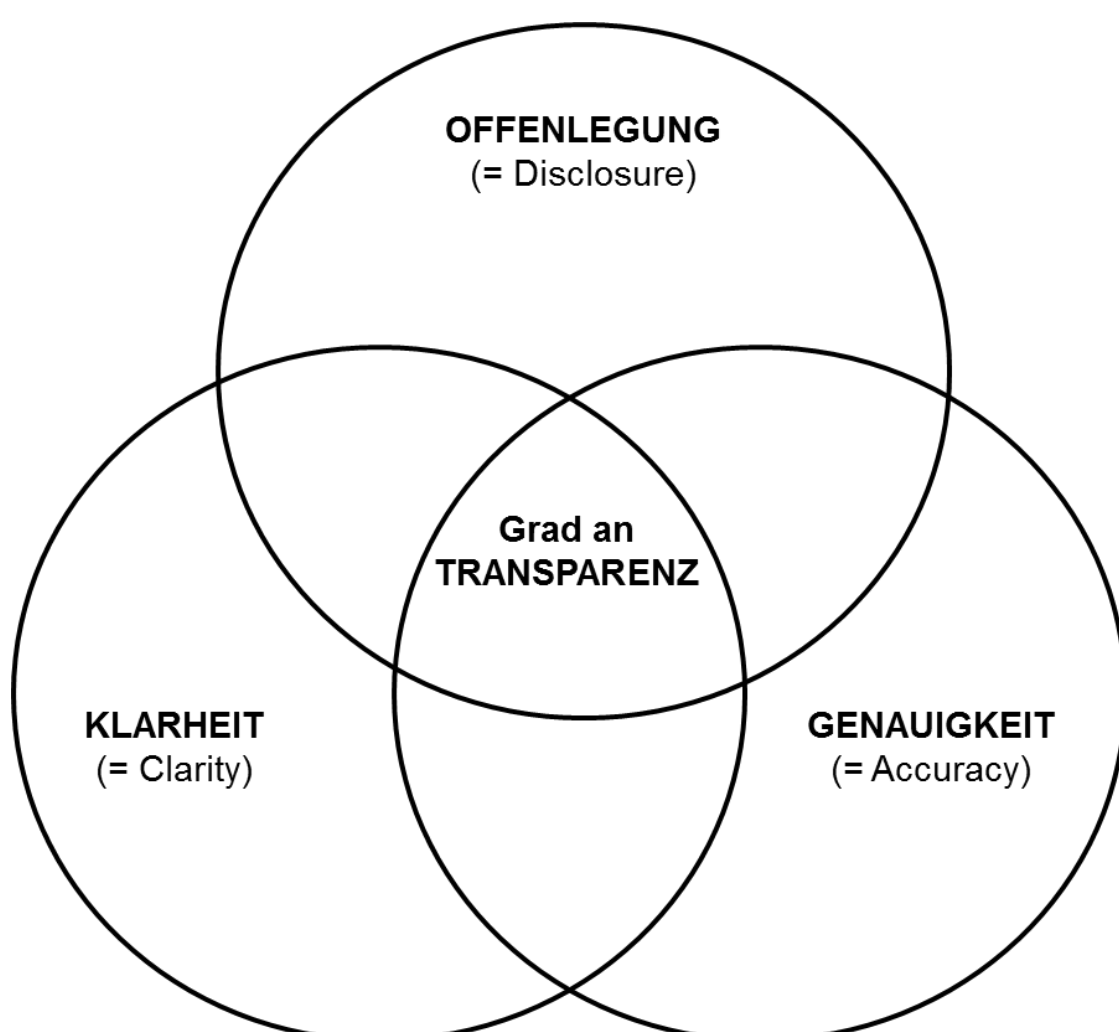 OFFENLEGUNG
(= Disclosure)
Grad an
TRANSPARENZ
KLARHEIT
(= Clarity)
GENAUIGKEIT
(= Accuracy)